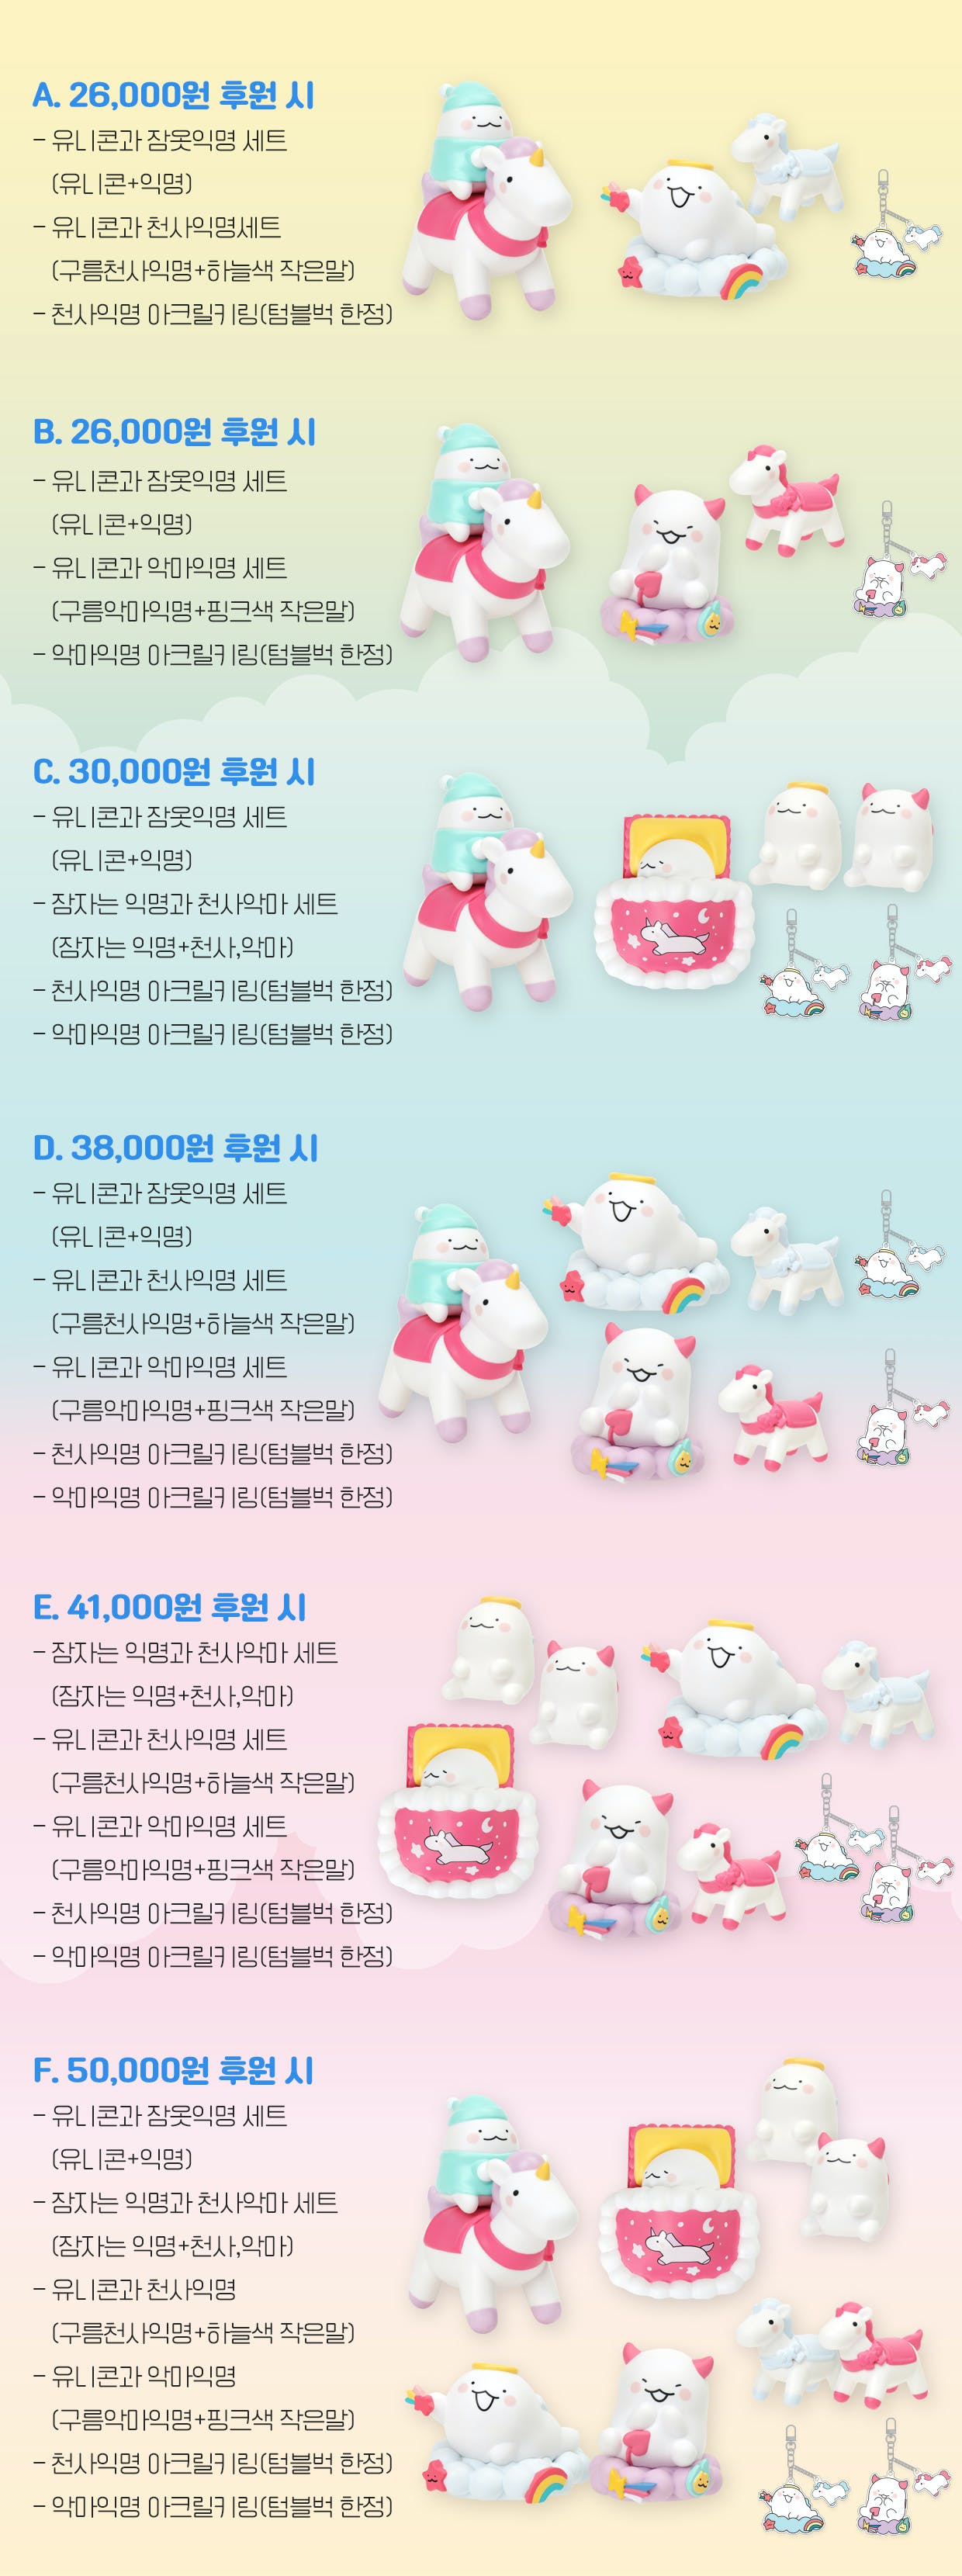 A. 26,000원 후원 시
- 유니콘과 잠옷익명 세트
(유니콘+익명)
- 유니콘과 천사익명세트
(구름천사익명+하늘색 작은말)
- 천사익명 아크릴키링(텀블벅 한정)
B. 26,000원 후원 시
- 유니콘과 잠옷익명 세트
(유니콘+익명)
- 유니콘과 악마익명 세트
(구름악마익명+핑크색 작은말)
- 악마익명 아크릴키링(텀블벅 한정)
C. 30,000원 후원 시
- 유니콘과 잠옷익명 세트
(유니콘+익명)
- 잠자는 익명과 천사악마 세트
(잠자는 익명+천사,악마)
- 천사익명 아크릴키링(텀블벅 한정)
- 악마익명 아크릴키링(텀블벅 한정)
D. 38,000원 후원 시
- 유니콘과 잠옷익명 세트
(유니콘+익명)
- 유니콘과 천사익명 세트
(구름천사익명+하늘색 작은말)
- 유니콘과 악마익명 세트
(구름악마익명+핑크색 작은말)
- 천사익명 아크릴키링(텀블벅 한정)
- 악마익명 아크릴키링(텀블벅 한정)
E. 41,000원 후원 시
- 잠자는 익명과 천사악마 세트
(잠자는 익명+천사,악마)
- 유니콘과 천사익명 세트
(구름천사익명+하늘색 작은말)
- 유니콘과 악마익명 세트
(구름악마익명+핑크색 작은말)
- 천사익명 아크릴키링(텀블벅 한정)
- 악마익명 아크릴키링(텀블벅 한정)
F. 50,000원 후원 시
- 유니콘과 잠옷익명 세트
(유니콘+익명)
- 잠자는 익명과 천사악마 세트
(잠자는 익명+천사,악마)
- 유니콘과 천사익명
(구름천사익명+하늘색 작은말)
- 유니콘과 악마익명
(구름악마익명+핑크색 작은말)
- 천사익명 아크릴키링(텀블벅 한정)
- 악마익명 아크릴키링(텀블벅 한정)